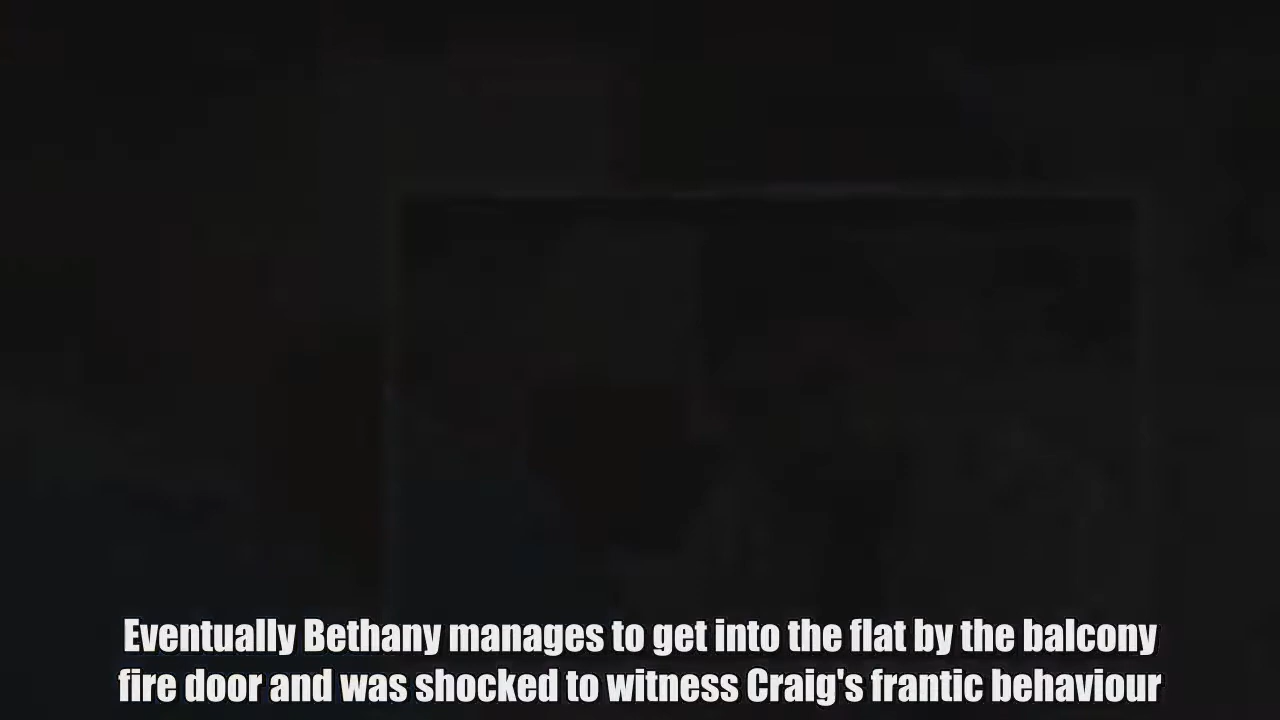 Eventually Bethany manages to get into the flat by the balcony
fire door and was shocked to witness Craig's frantic behaviour